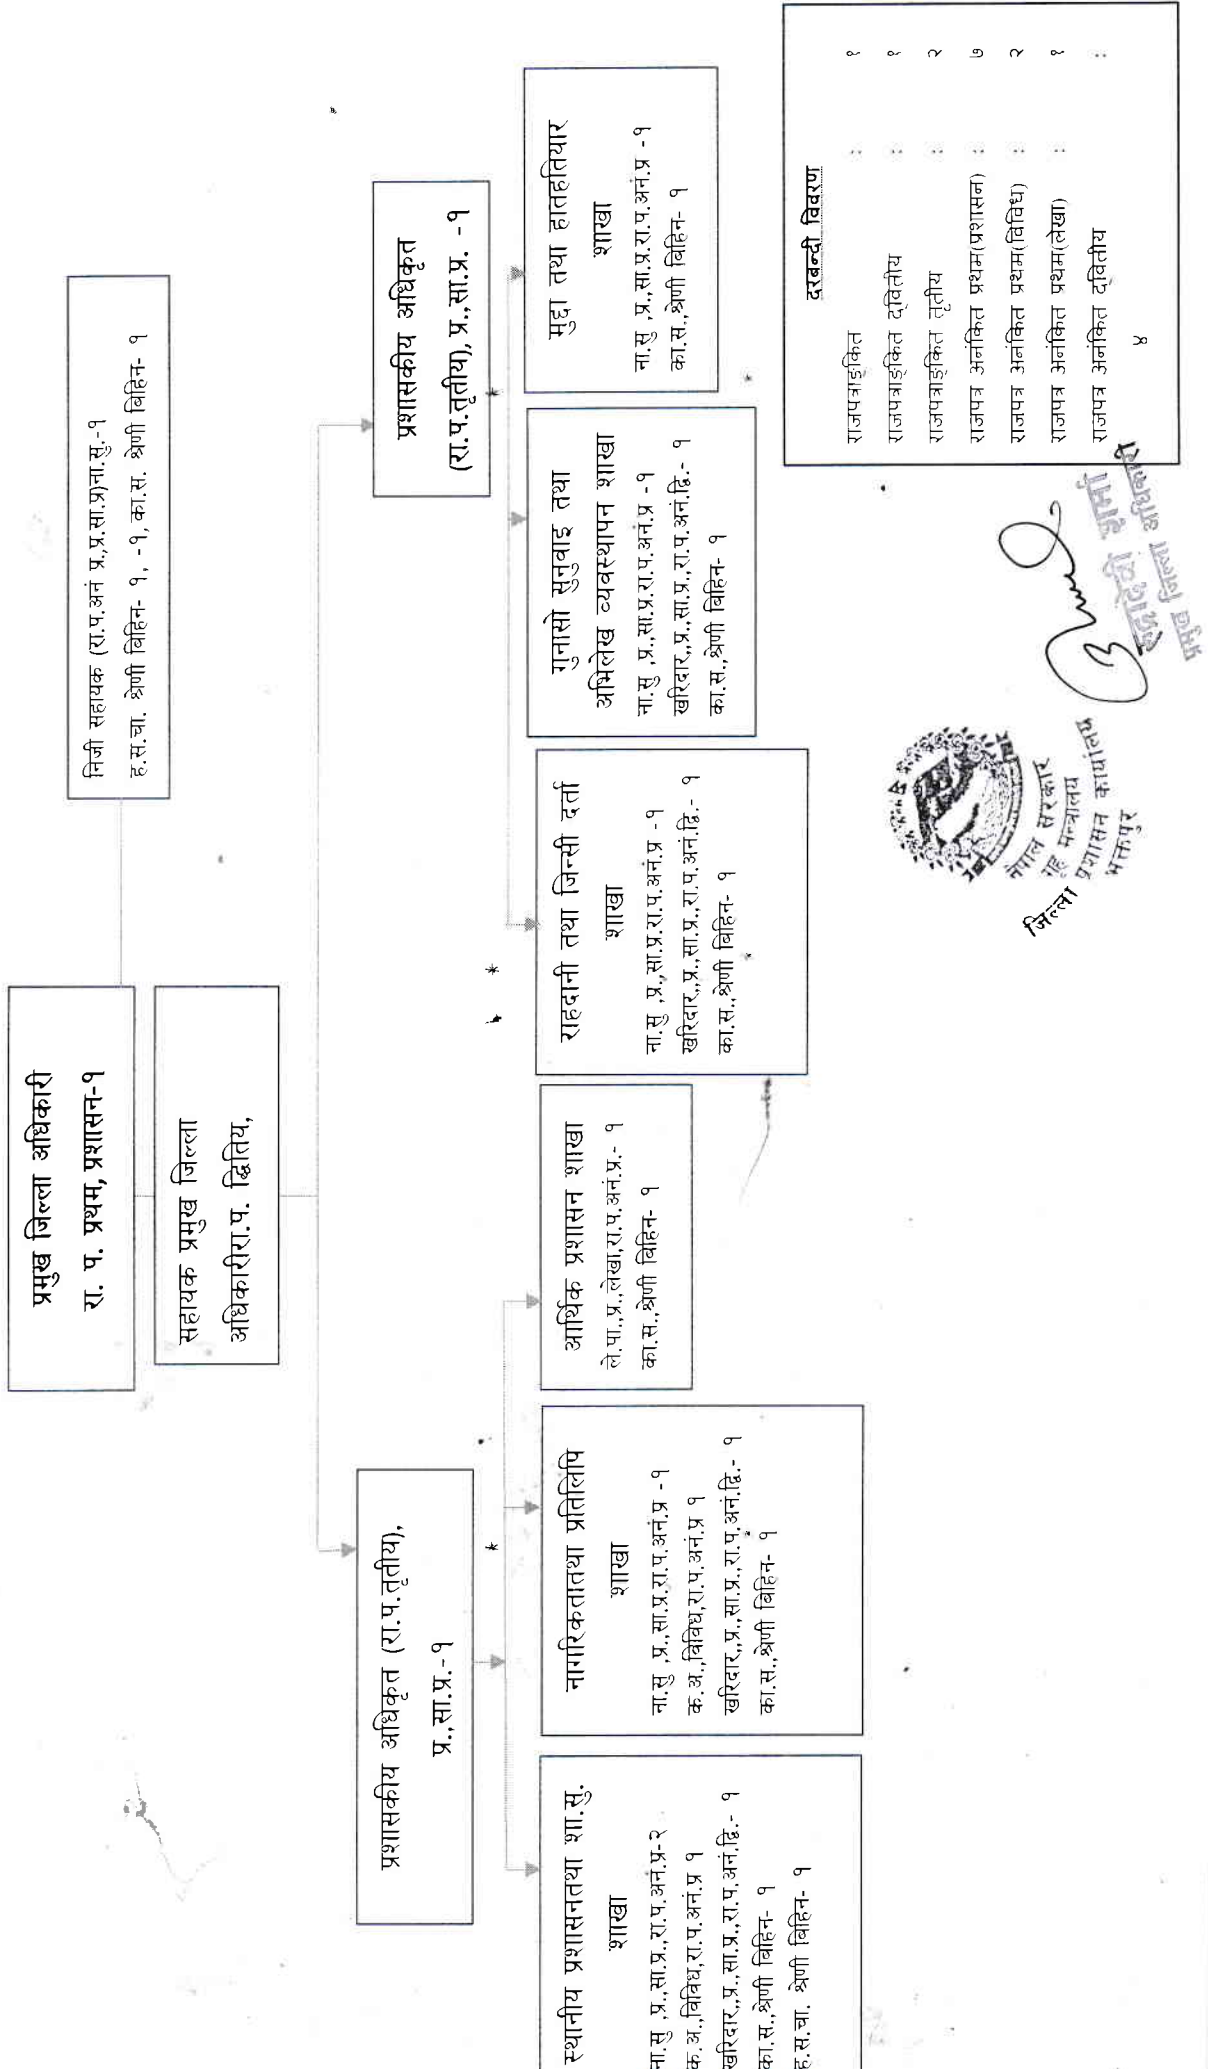 प्रमुख जिल्ला अधिकारी
रा. प. प्रथम, प्रशासन-१
निजी सहायक (रा.प.अनं प्र.,प्र.सा.प्र)ना.सु.-१
ह.स.चा. श्रेणी बिहिन- १, -१, का.स. श्रेणी बिहिन- १
सहायक प्रमुख जिल्ला
अधिकारीरा.प. द्धितिय,
प्रशासकीय अधिकृत (रा.प.तृतीय),
प्र.,सा.प्र.-१
प्रशासकीय अधिकृत
(रा.प.तृतीय), प्र.,सा.प्र. -१
स्थानीय प्रशासनतथा शा.सु.
शाखा
ना.सु ,प्र.,सा.प्र.,रा.प.अनं.प्र-२
क.अ.,विविध,रा.प.अनं.प्र १
खरिदार,,प्र.,सा.प्र.,रा.प.अनं.द्वि.- १
का.स.,श्रेणी बिहिन- १
ह.स.चा. श्रेणी बिहिन- १
नागरिकतातथा प्रतिलिपि
शाखा
ना.सु ,प्र.,सा.प्र.रा.प.अनं.प्र -१
क.अ.,विविध,रा.प.अनं.प्र १
खरिदार,,प्र.,सा.प्र.,रा.प.अनं.द्वि.- १
का.स.,श्रेणी बिहिन- १
आर्थिक प्रशासन शाखा
ले.पा.,प्र.,लेखा,रा.प.अनं.प्र.- १
का.स.,श्रेणी बिहिन- १
राहदानी तथा जिन्सी दर्ता
शाखा
ना.सु ,प्र.,सा.प्र.रा.प.अनं.प्र -१
खरिदार,,प्र.,सा.प्र.,रा.प.अनं.द्वि.- १
का.स.,श्रेणी बिहिन- १
गुनासो सुनुवाइ तथा
अभिलेख व्यवस्थापन शाखा
ना.सु ,प्र.,सा.प्र.रा.प.अनं.प्र -१
खरिदार,,प्र.,सा.प्र.,रा.प.अनं.द्वि.- १
का.स.,श्रेणी बिहिन- १
मुद्दा तथा हातहतियार
शाखा
ना.सु ,प्र.,सा.प्र.रा.प.अनं.प्र -१
का.स.,श्रेणी बिहिन- १
दरबन्दी विवरण
राजपत्राङ्कित : १
राजपत्राङ्कित द्वितीय : १
राजपत्राङ्कित तृतीय : २
राजपत्र अनंकित प्रथम(प्रशासन) : ७
राजपत्र अनंकित प्रथम(विविध) : २
राजपत्र अनंकित प्रथम(लेखा) : १
राजपत्र अनंकित द्वितीय :
४
नेपाल सरकार
गृह मन्त्रालय
जिल्ला प्रशासन कार्यालय
भक्तपुर
रुद्रादेवी शर्मा
प्रमुख जिल्ला अधिकारी